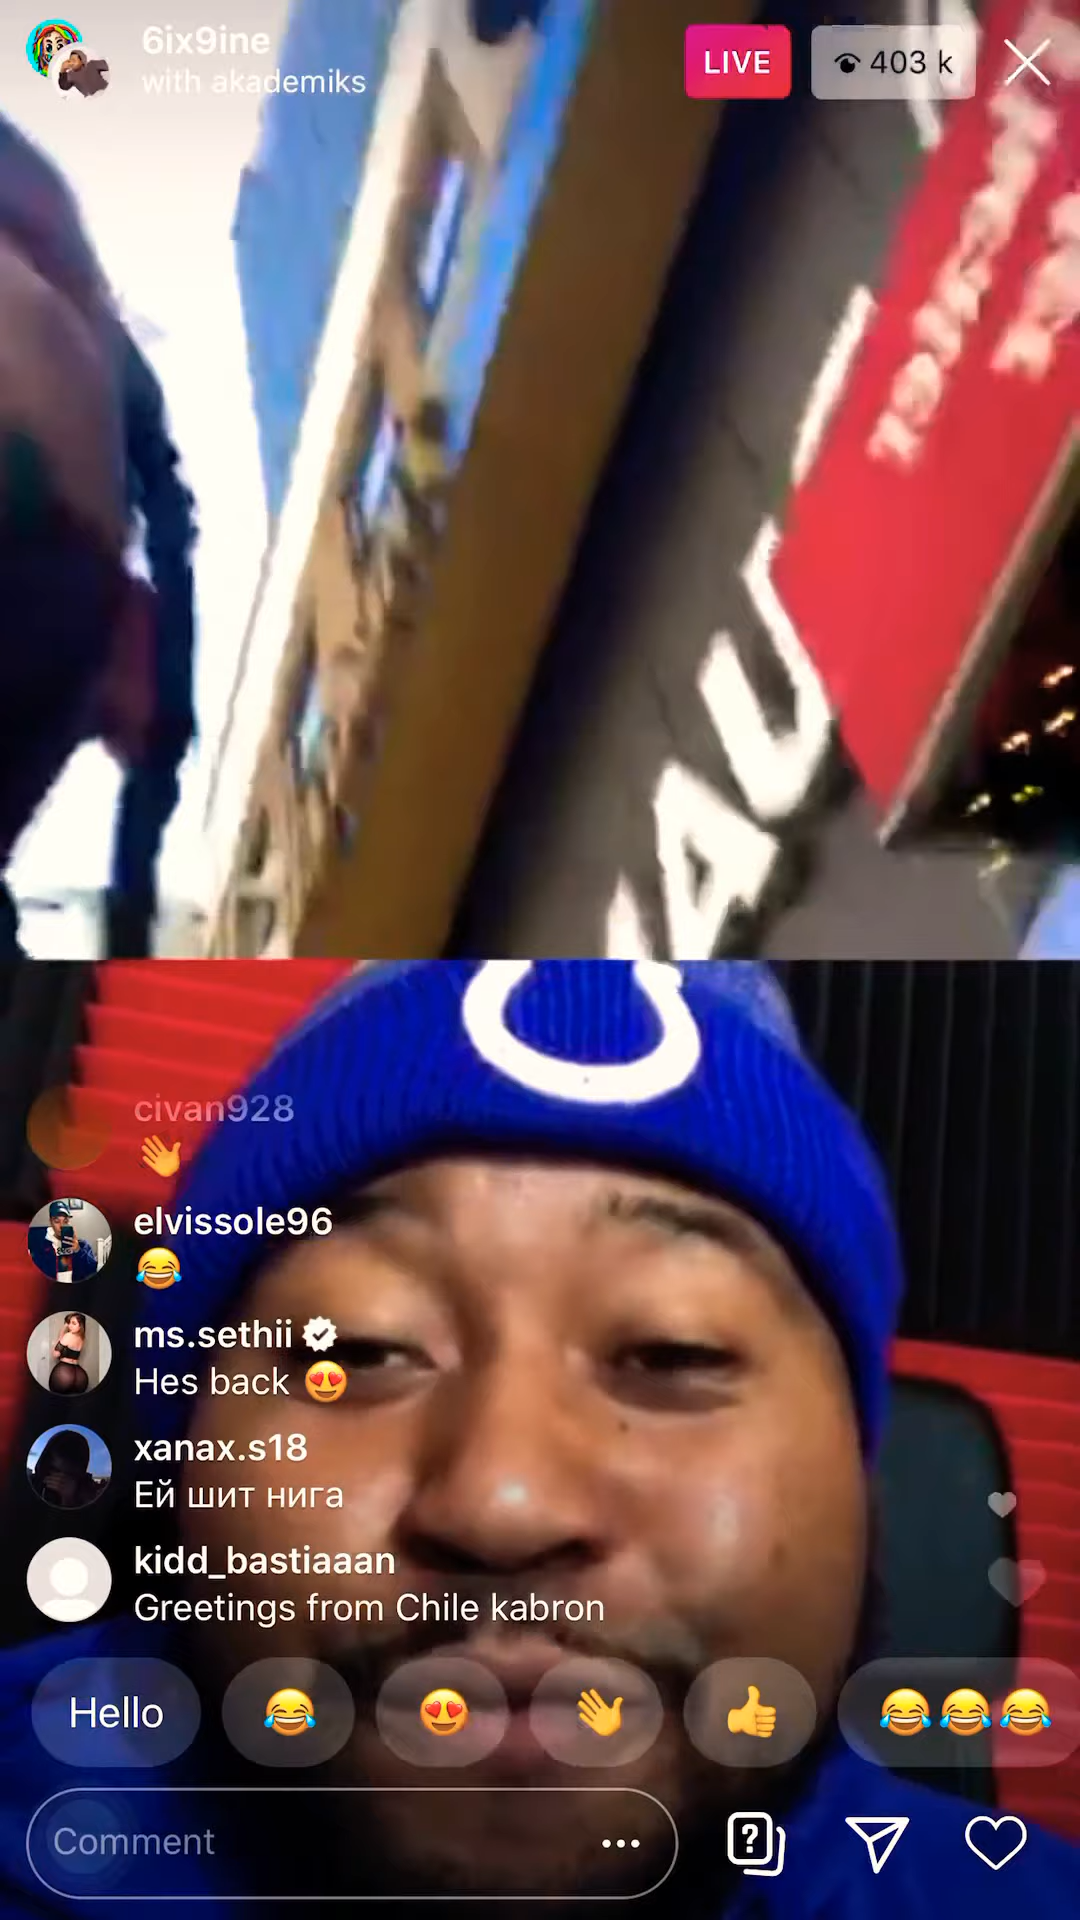 6ix9ine
with akademiks
LIVE
403 k
civan928
👋
elvissole96
😂
ms.sethii
Hes back 😍
xanax.s18
Ей шит нига
kidd_bastiaaan
Greetings from Chile kabron
Hello
😂
😍
👋
👍
😂😂😂
Comment